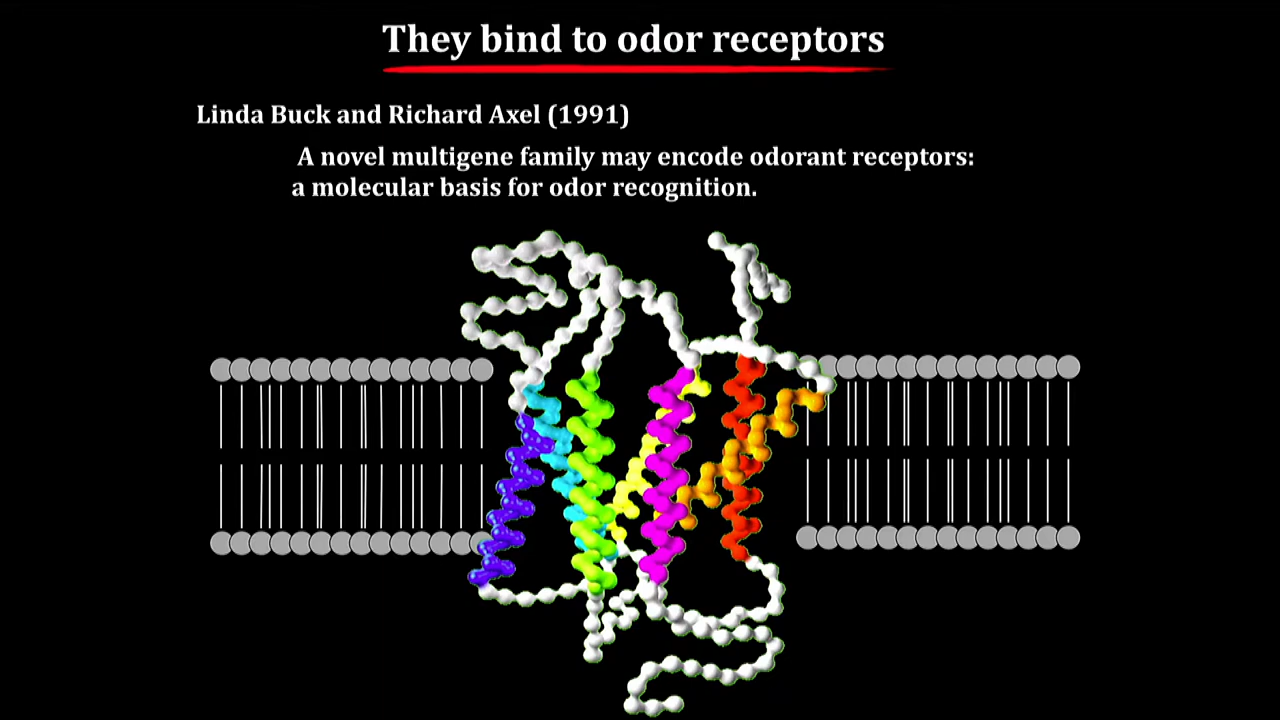 They bind to odor receptors
Linda Buck and Richard Axel (1991)
A novel multigene family may encode odorant receptors:
a molecular basis for odor recognition.